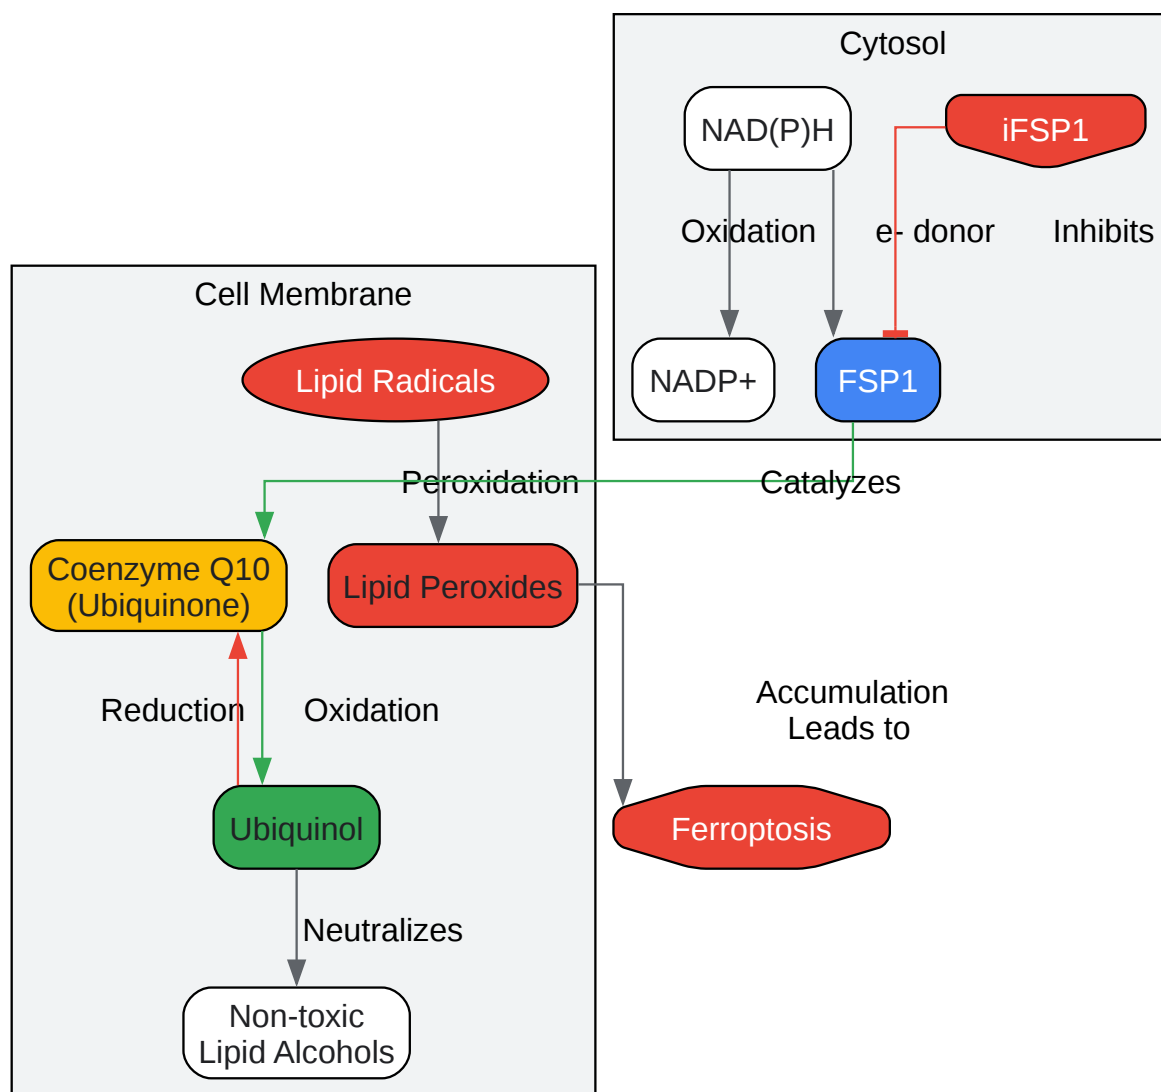 Cytosol
NAD(P)H
iFSP1
Oxidation
e- donor
Inhibits
Cell Membrane
Lipid Radicals
NADP+
FSP1
Peroxidation
Catalyzes
Coenzyme Q10
(Ubiquinone)
Lipid Peroxides
Reduction
Oxidation
Accumulation
Leads to
Ubiquinol
Ferroptosis
Neutralizes
Non-toxic
Lipid Alcohols